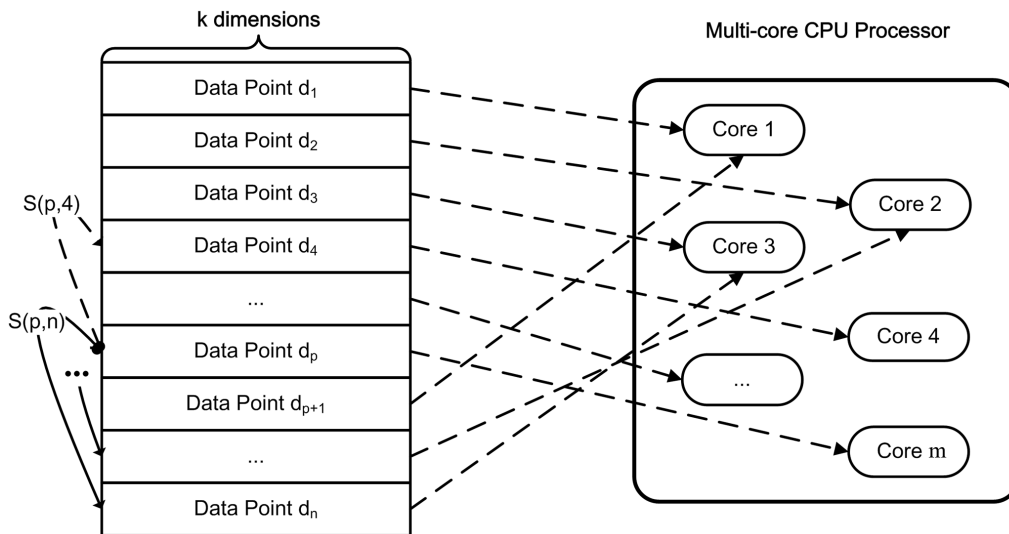 k dimensions
Multi-core CPU Processor
Data Point d₁
Data Point d₂
Data Point d₃
Data Point d₄
...
Data Point dₚ
Data Point dₚ₊₁
...
Data Point dₙ
S(p,4)
S(p,n)
•••
Core 1
Core 2
Core 3
Core 4
...
Core m